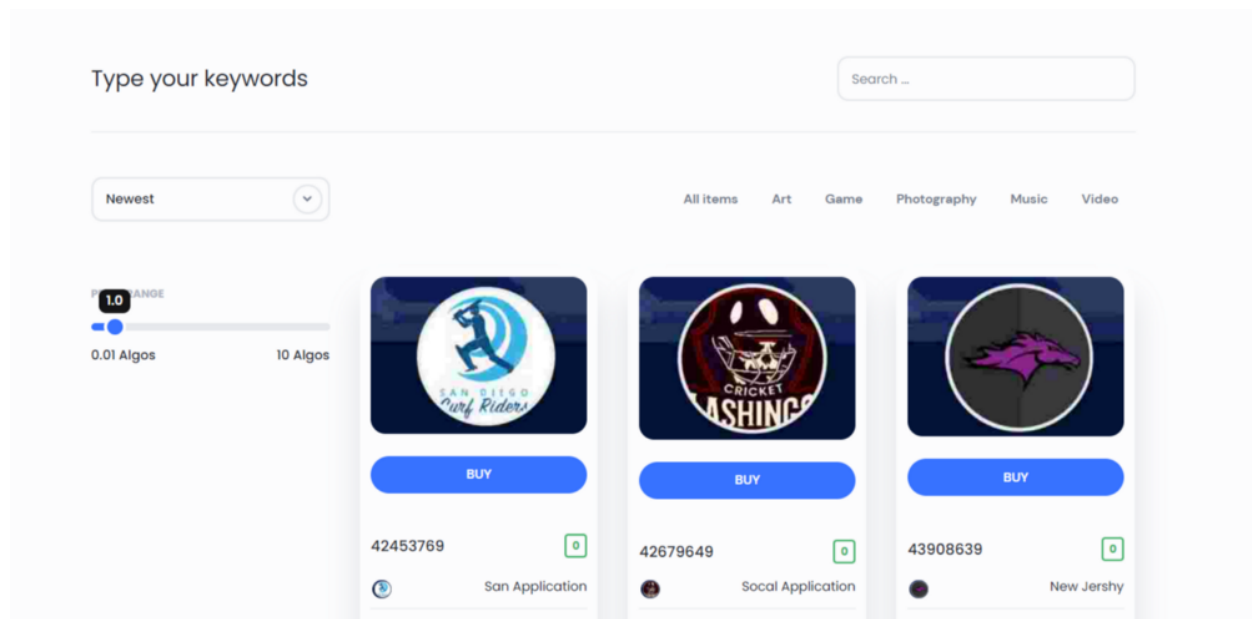 Type your keywords
Search ...
Newest
All items Art Game Photography Music Video
RANGE
1.0
0.01 Algos 10 Algos
SAN DIEGO
Surf Riders
CRICKET
LASHINGS
BUY
BUY
BUY
42453769 0
42679649 0
43908639 0
San Application
Socal Application
New Jershy